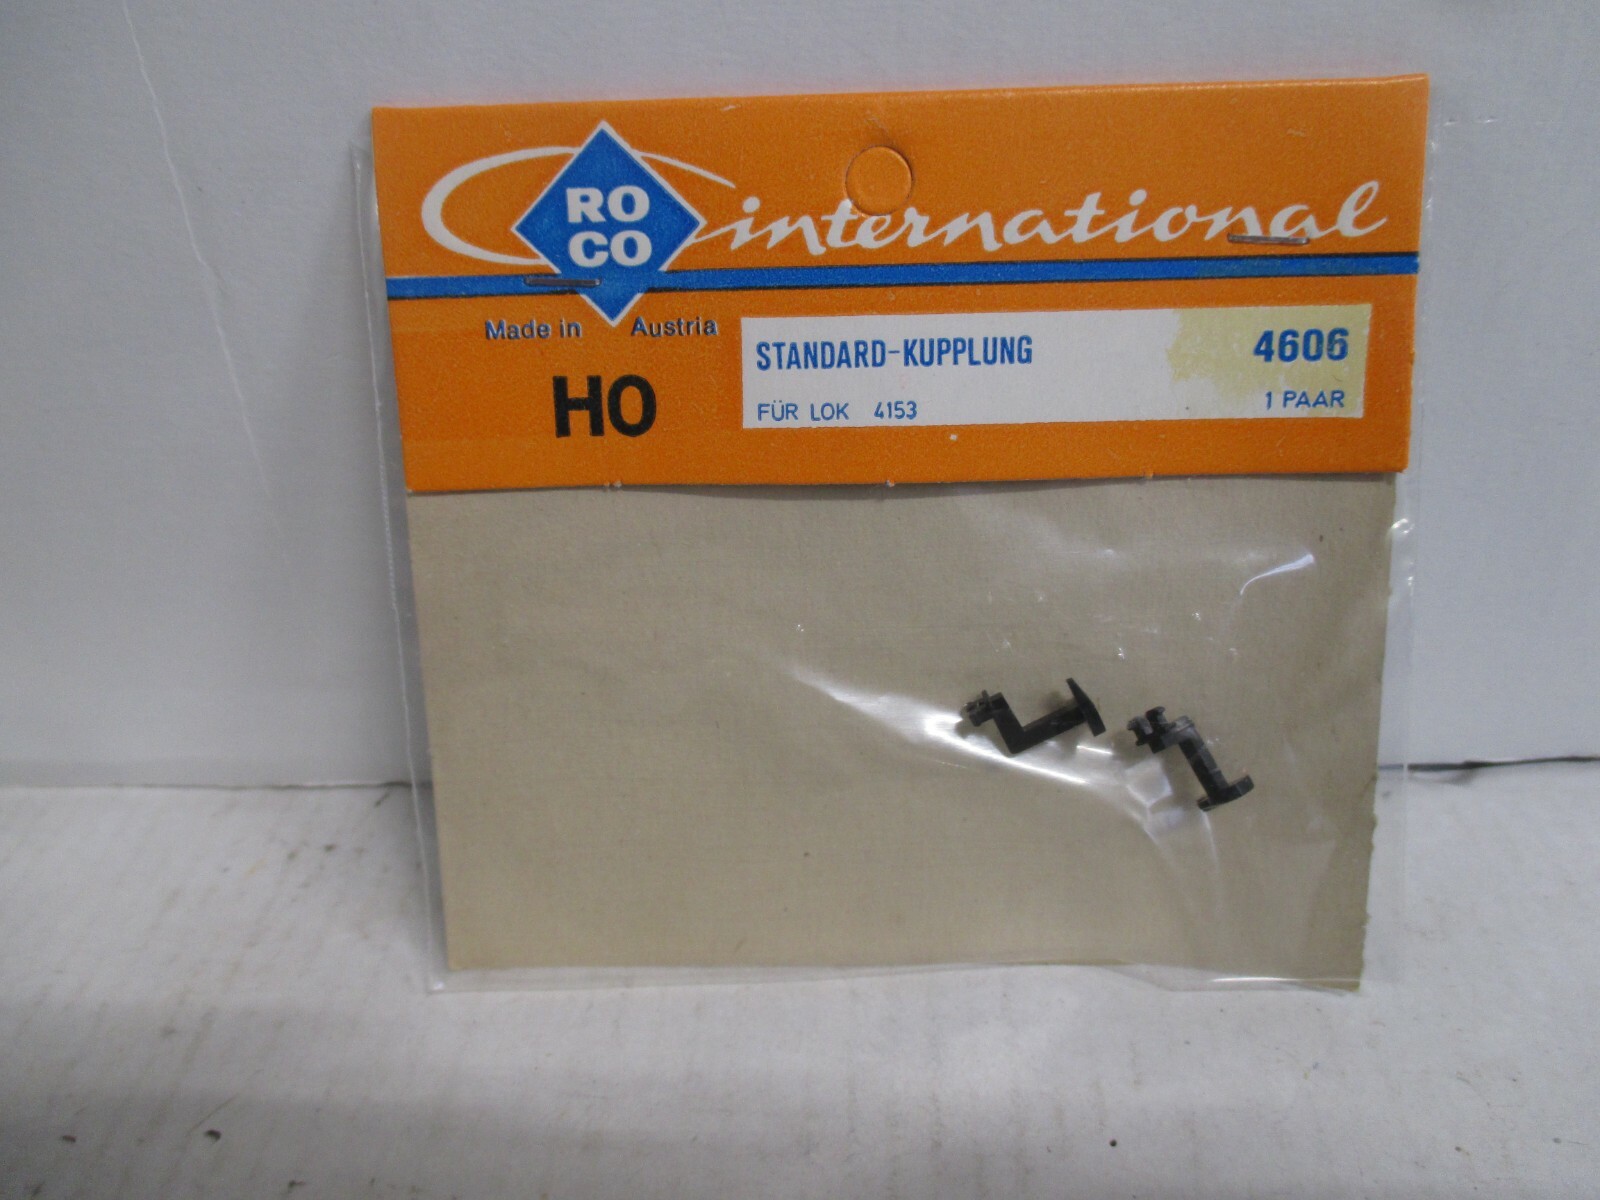 RO
CO
international
Made in Austria
HO
STANDARD-KUPPLUNG 4606
FÜR LOK 4153 1 PAAR